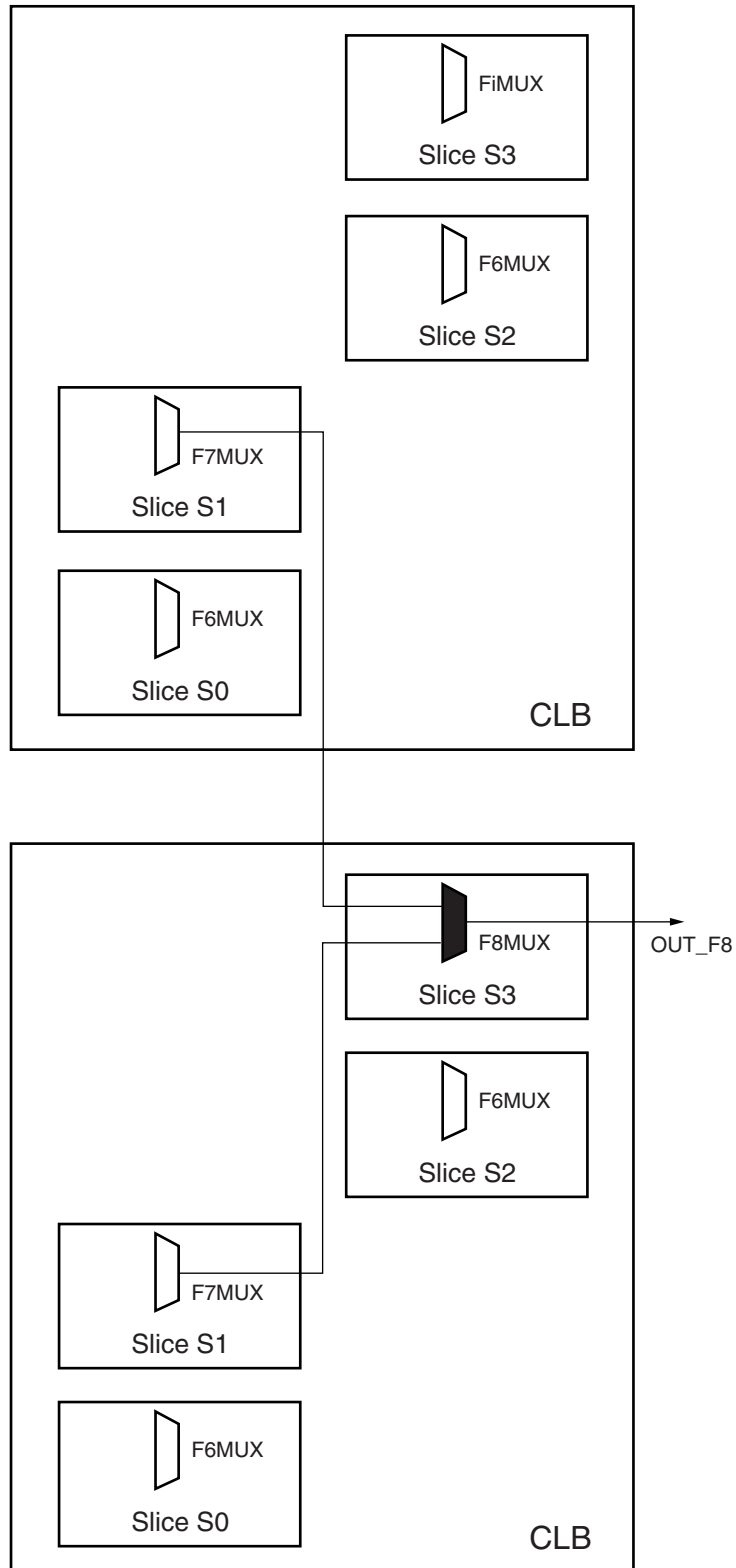 FiMUX
Slice S3
F6MUX
Slice S2
F7MUX
Slice S1
F6MUX
Slice S0
CLB
F8MUX
OUT_F8
Slice S3
F6MUX
Slice S2
F7MUX
Slice S1
F6MUX
Slice S0
CLB